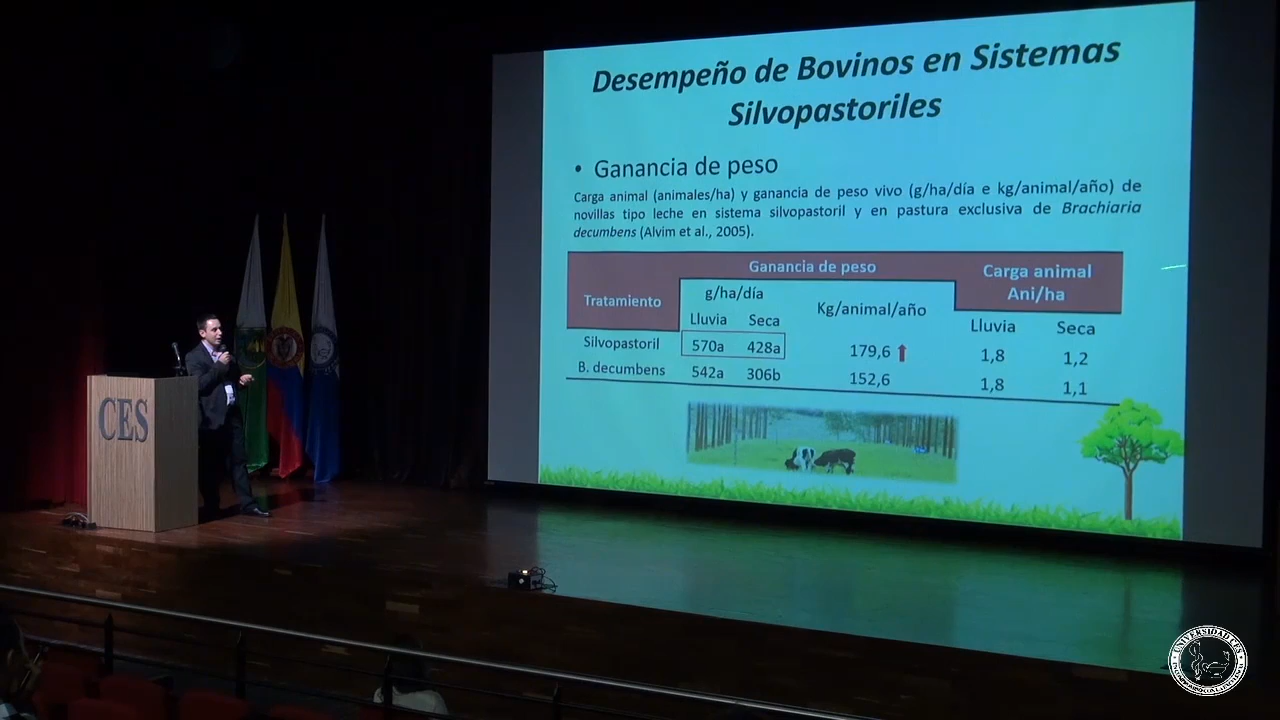 Desempeño de Bovinos en Sistemas
Silvopastoriles
• Ganancia de peso
Carga animal (animales/ha) y ganancia de peso vivo (g/ha/día e kg/animal/año) de
novillas tipo leche en sistema silvopastoril y en pastura exclusiva de Brachiaria
decumbens (Alvim et al., 2005).
Tratamiento Ganancia de peso Carga animal
Ani/ha
g/ha/día Kg/animal/año
Lluvia Seca Lluvia Seca
Silvopastoril 570a 428a 179,6 1,8 1,2
B. decumbens 542a 306b 152,6 1,8 1,1
CES
UNIVERSIDAD CES